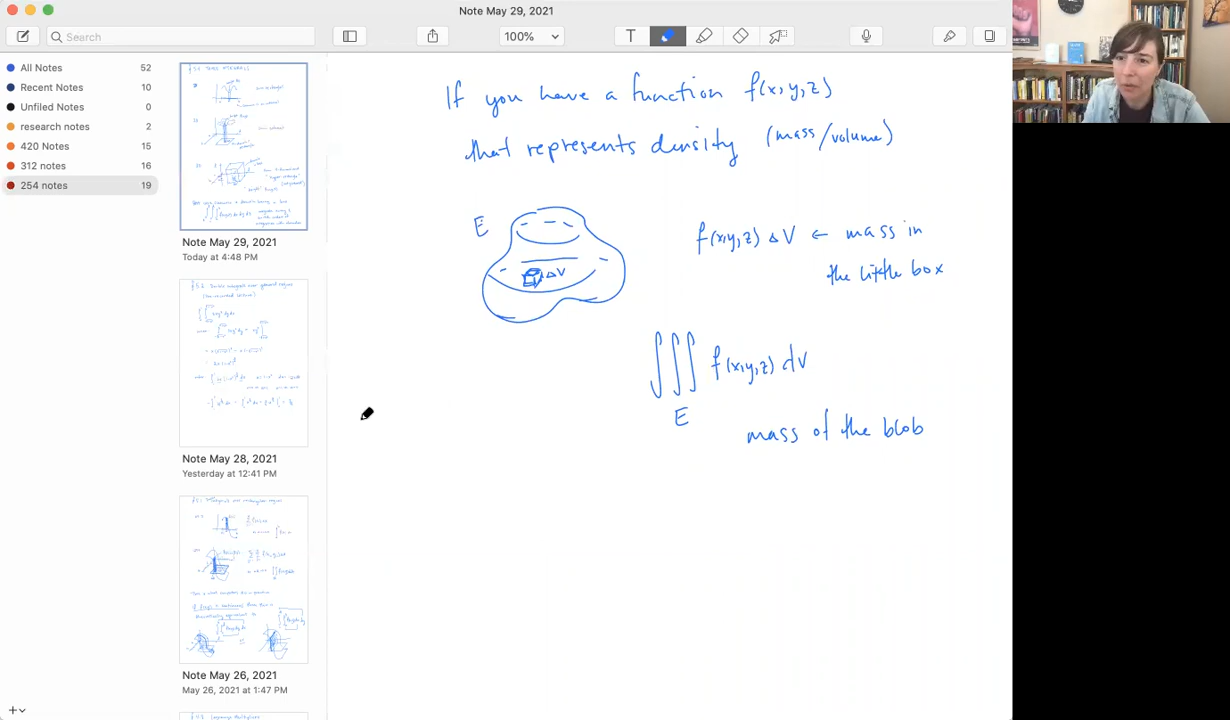 Note May 29, 2021
Search
100%
T
All Notes 52
Recent Notes 10
Unfiled Notes 0
research notes 2
420 Notes 15
312 notes 16
254 notes 19
Note May 29, 2021
Today at 4:48 PM
Note May 28, 2021
Yesterday at 12:41 PM
Note May 26, 2021
May 26, 2021 at 1:47 PM
If you have a function f(x,y,z)
that represents density (mass/volume)
E
ΔV
f(x,y,z) ΔV ← mass in
the little box
∭ f(x,y,z) dV
E
mass of the blob